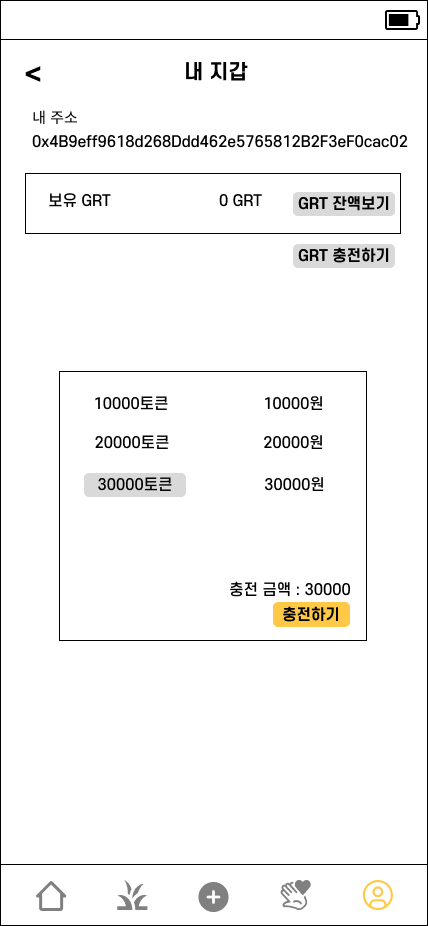 <
내 지갑
내 주소
0x4B9eff9618d268Ddd462e5765812B2F3eF0cac02
보유 GRT 0 GRT GRT 잔액보기
GRT 충전하기
10000토큰 10000원
20000토큰 20000원
30000토큰 30000원
충전 금액 : 30000
충전하기